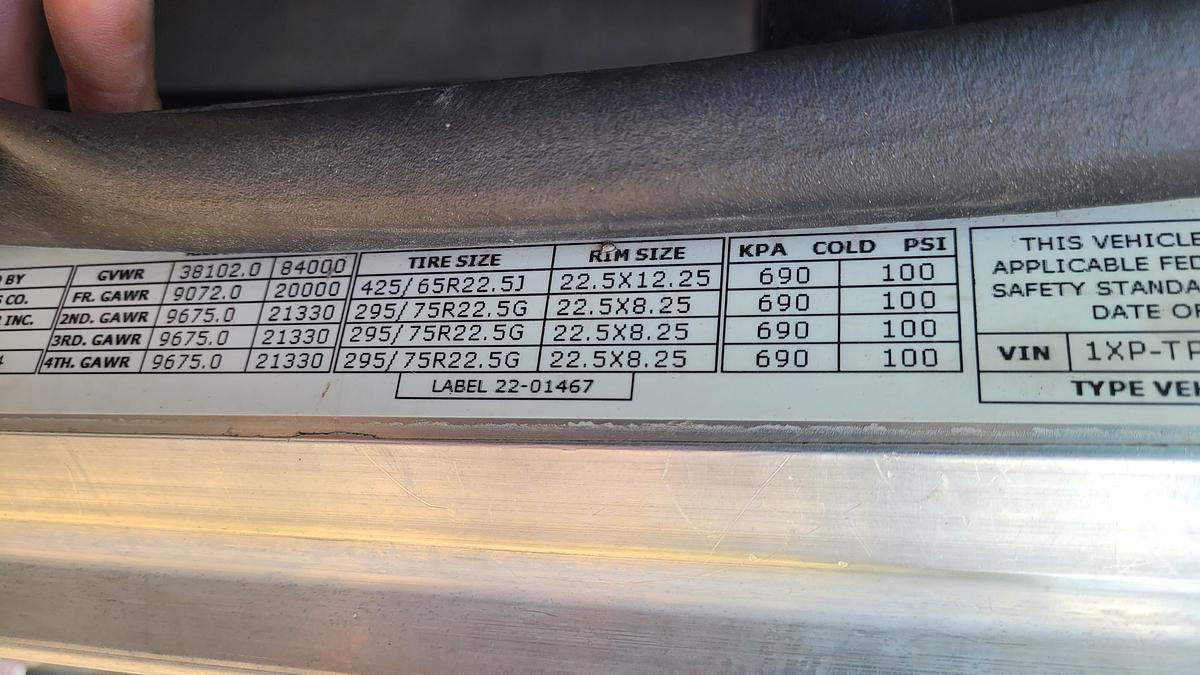 KPA COLD PSI
TIRE SIZE RIM SIZE
BY GVWR 38102.0 84000
CO. FR. GAWR 9072.0 20000 425/65R22.5J 22.5X12.25 690 100
INC. 2ND. GAWR 9675.0 21330 295/75R22.5G 22.5X8.25 690 100
3RD. GAWR 9675.0 21330 295/75R22.5G 22.5X8.25 690 100
4TH. GAWR 9675.0 21330 295/75R22.5G 22.5X8.25 690 100
LABEL 22-01467
THIS VEHICLE
APPLICABLE FED
SAFETY STANDA
DATE OF
VIN 1XP-TP
TYPE VEH